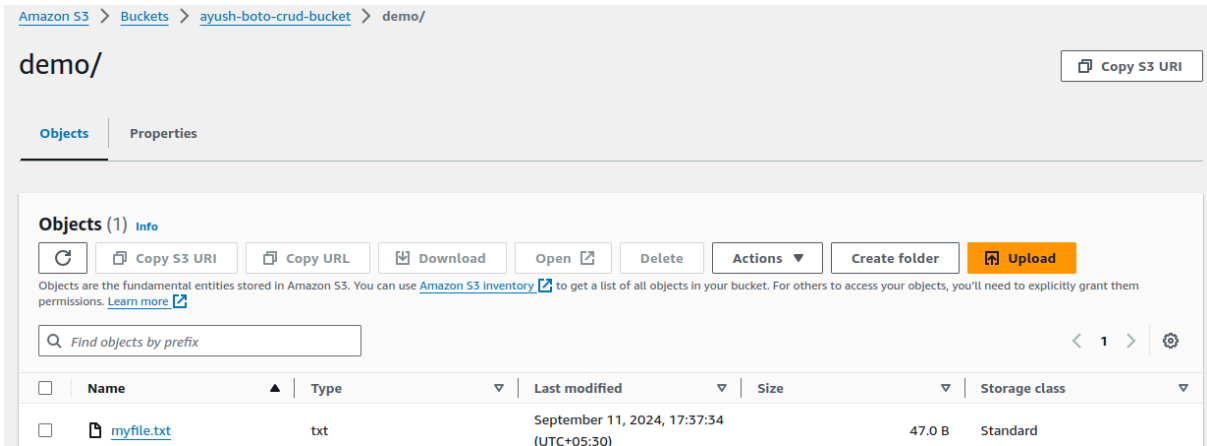 Amazon S3 > Buckets > ayush-boto-crud-bucket > demo/
demo/
Copy S3 URI
Objects Properties
Objects (1) Info
Copy S3 URI Copy URL Download Open Delete Actions Create folder Upload
Objects are the fundamental entities stored in Amazon S3. You can use Amazon S3 inventory to get a list of all objects in your bucket. For others to access your objects, you'll need to explicitly grant them
permissions. Learn more
Find objects by prefix
< 1 >
Name Type Last modified Size Storage class
myfile.txt txt September 11, 2024, 17:37:34 (UTC+05:30) 47.0 B Standard